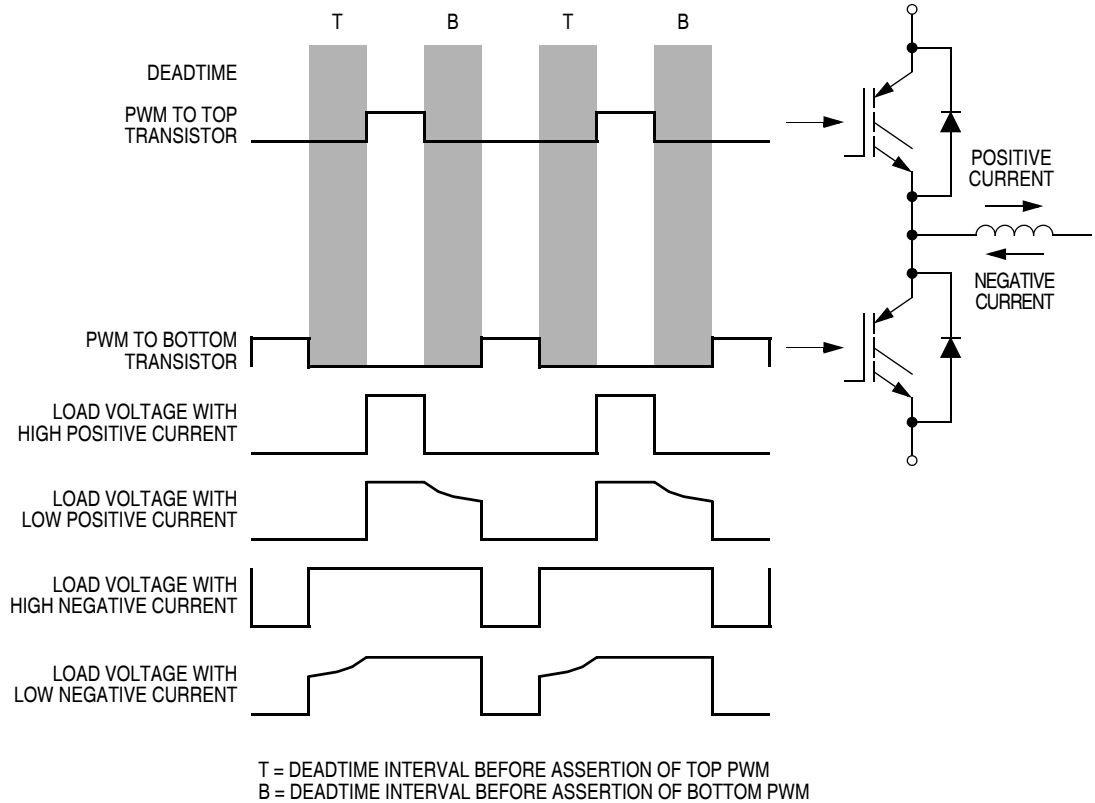 T B T B
DEADTIME
PWM TO TOP
TRANSISTOR
POSITIVE
CURRENT
NEGATIVE
CURRENT
PWM TO BOTTOM
TRANSISTOR
LOAD VOLTAGE WITH
HIGH POSITIVE CURRENT
LOAD VOLTAGE WITH
LOW POSITIVE CURRENT
LOAD VOLTAGE WITH
HIGH NEGATIVE CURRENT
LOAD VOLTAGE WITH
LOW NEGATIVE CURRENT
T = DEADTIME INTERVAL BEFORE ASSERTION OF TOP PWM
B = DEADTIME INTERVAL BEFORE ASSERTION OF BOTTOM PWM